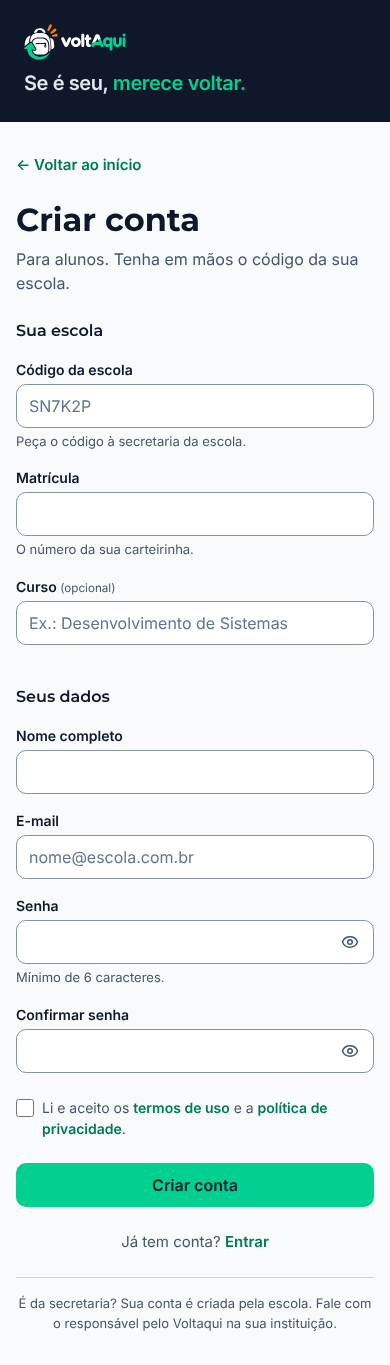 voltAqui
Se é seu, merece voltar.
← Voltar ao início
Criar conta
Para alunos. Tenha em mãos o código da sua
escola.
Sua escola
Código da escola
SN7K2P
Peça o código à secretaria da escola.
Matrícula
O número da sua carteirinha.
Curso (opcional)
Ex.: Desenvolvimento de Sistemas
Seus dados
Nome completo
E-mail
nome@escola.com.br
Senha
Mínimo de 6 caracteres.
Confirmar senha
Li e aceito os termos de uso e a política de
privacidade.
Criar conta
Já tem conta? Entrar
É da secretaria? Sua conta é criada pela escola. Fale com
o responsável pelo Voltaqui na sua instituição.